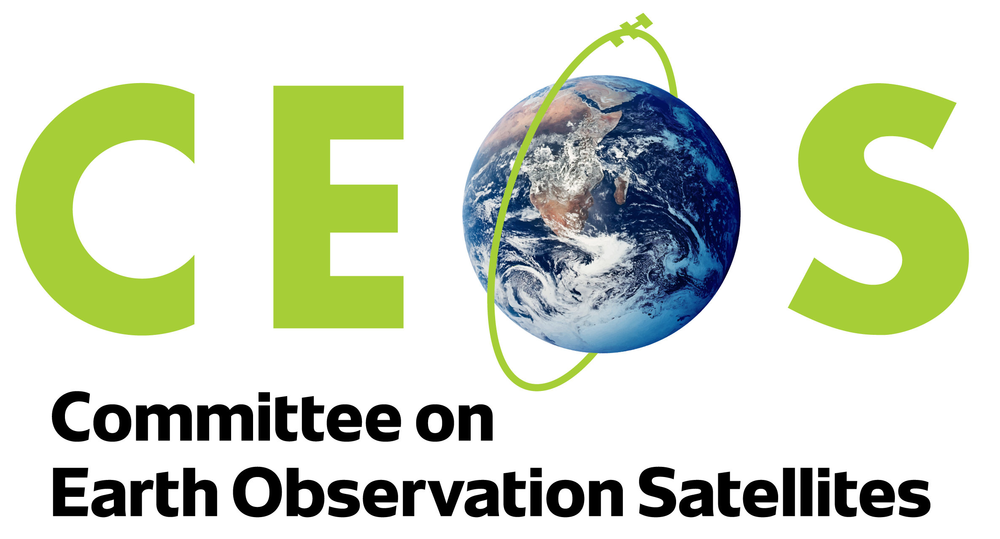 CEOS
Committee on
Earth Observation Satellites